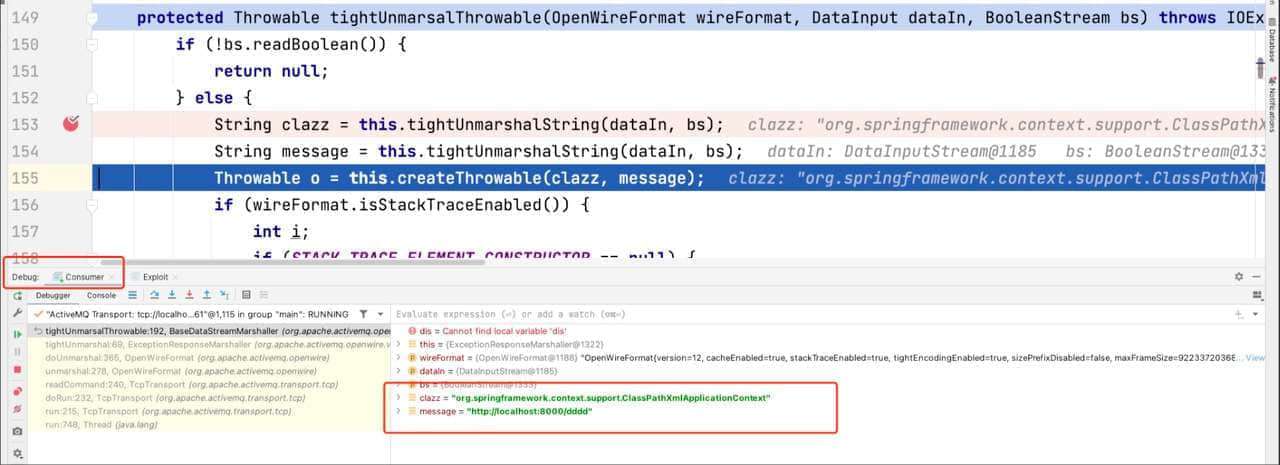 149 protected Throwable tightUnmarsalThrowable(OpenWireFormat wireFormat, DataInput dataIn, BooleanStream bs) throws IOEx
150 if (!bs.readBoolean()) {
151 return null;
152 } else {
153 String clazz = this.tightUnmarshalString(dataIn, bs); clazz: "org.springframework.context.support.ClassPathX
154 String message = this.tightUnmarshalString(dataIn, bs); dataIn: DataInputStream@1185 bs: BooleanStream@133
155 Throwable o = this.createThrowable(clazz, message); clazz: "org.springframework.context.support.ClassPathXml
156 if (wireFormat.isStackTraceEnabled()) {
157 int i;
158 if (STACK_TRACE_ELEMENT_CONSTRUCTOR == null) {
Database
Notifications
Debug: Consumer × Exploit ×
Debugger Console
"ActiveMQ Transport: tcp://localho...61"@1,115 in group "main": RUNNING
Evaluate expression (⏎) or add a watch (⌘⏎)
tightUnmarsalThrowable:192, BaseDataStreamMarshaller (org.apache.activemq.openwire
tightUnmarshal:69, ExceptionResponseMarshaller (org.apache.activemq.openwire.v
doUnmarshal:365, OpenWireFormat (org.apache.activemq.openwire)
unmarshal:278, OpenWireFormat (org.apache.activemq.openwire)
readCommand:240, TcpTransport (org.apache.activemq.transport.tcp)
doRun:232, TcpTransport (org.apache.activemq.transport.tcp)
run:215, TcpTransport (org.apache.activemq.transport.tcp)
run:748, Thread (java.lang)
dis = Cannot find local variable 'dis'
this = {ExceptionResponseMarshaller@1322}
wireFormat = {OpenWireFormat@1188} "OpenWireFormat{version=12, cacheEnabled=true, stackTraceEnabled=true, tightEncodingEnabled=true, sizePrefixDisabled=false, maxFrameSize=9223372036... View
dataIn = {DataInputStream@1185}
bs = {BooleanStream@1333}
clazz = "org.springframework.context.support.ClassPathXmlApplicationContext"
message = "http://localhost:8000/dddd"